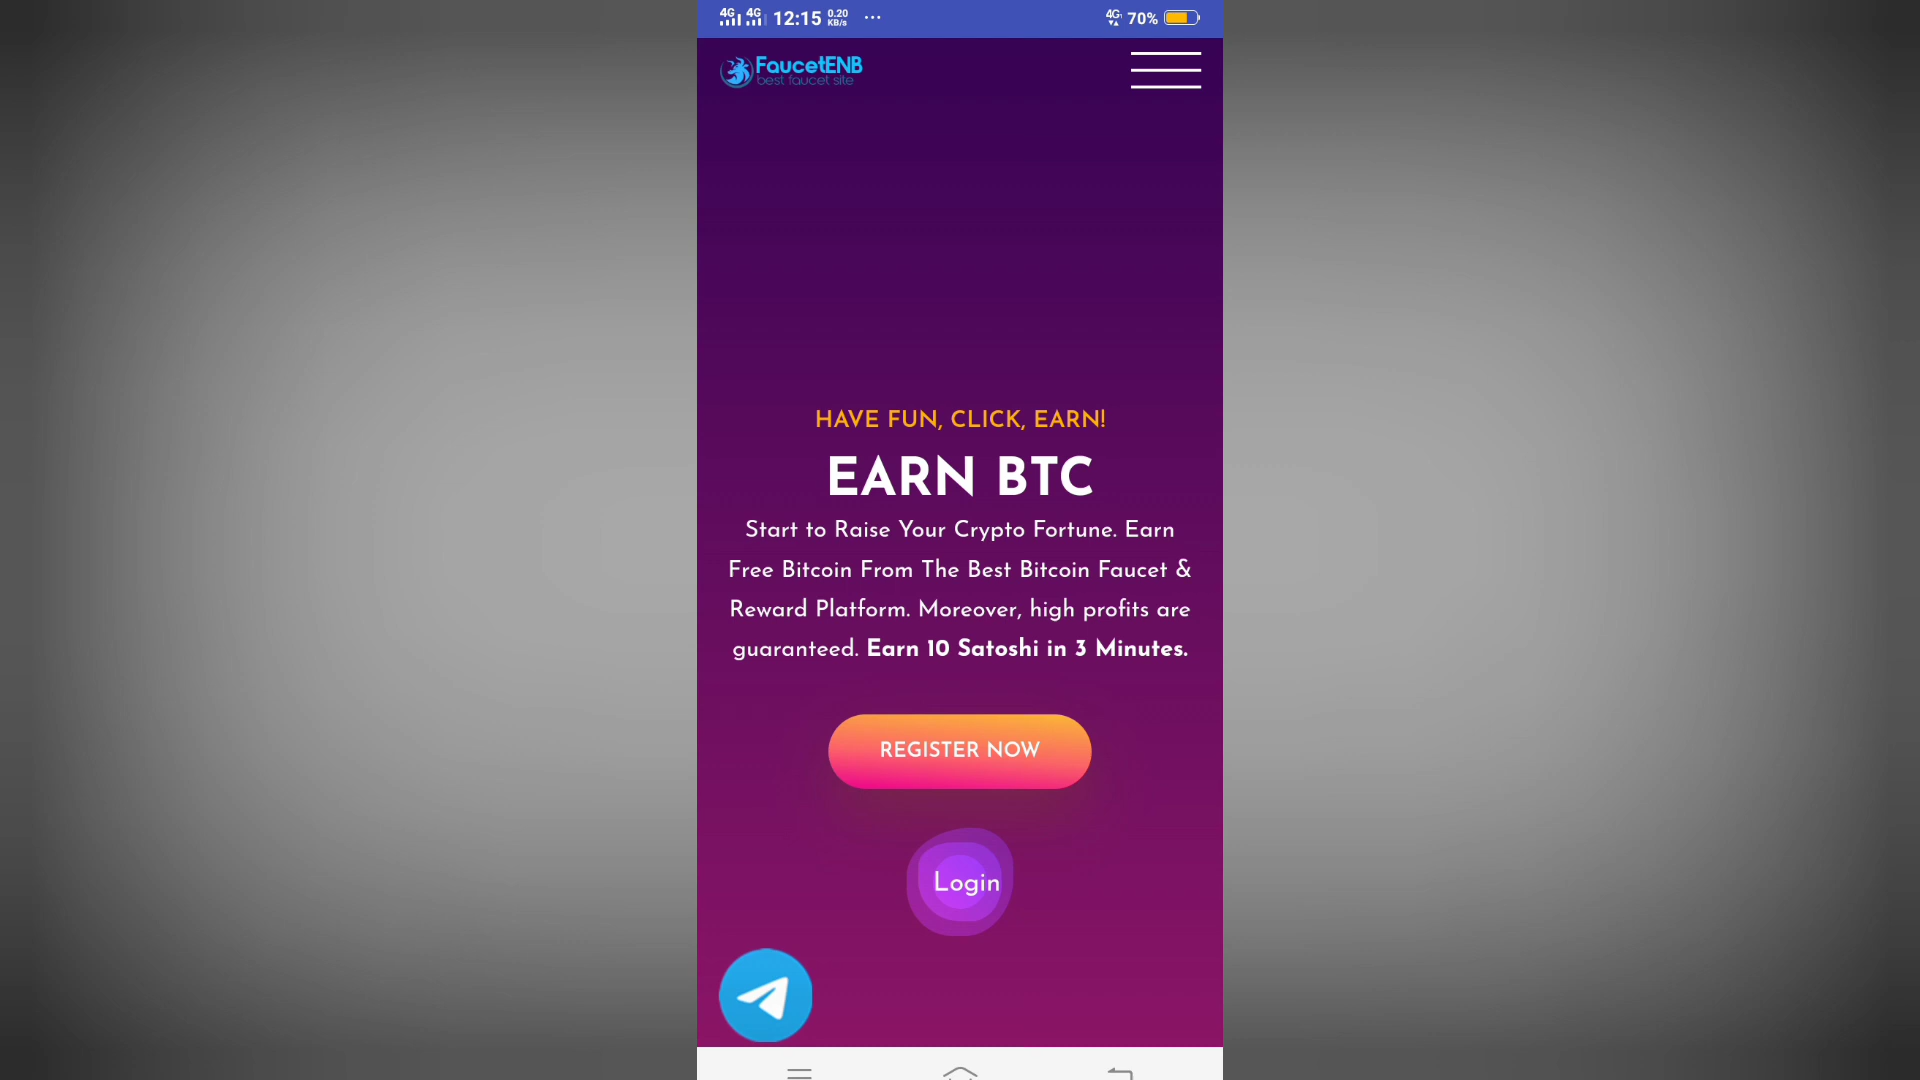 4G 4G 12:15 0.20 KB/s ... 4G 70%
FaucetENB
best faucet site
HAVE FUN, CLICK, EARN!
EARN BTC
Start to Raise Your Crypto Fortune. Earn
Free Bitcoin From The Best Bitcoin Faucet &
Reward Platform. Moreover, high profits are
guaranteed. Earn 10 Satoshi in 3 Minutes.
REGISTER NOW
Login